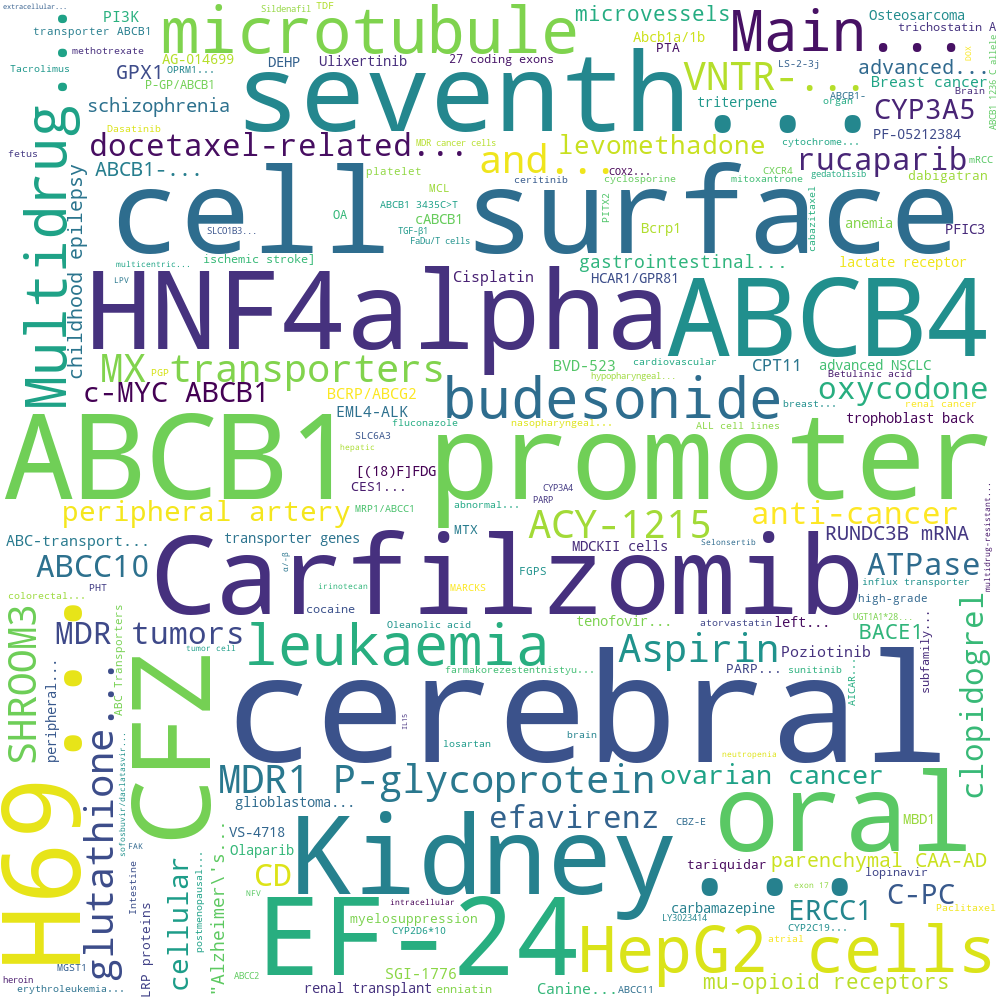 extracellular...
PI3K
transporter ABCB1
methotrexate
Tacrolimus
Multidrug...
Sildenafil
TDF
microtubule
microvessels
Abcb1a/1b
Main...
Osteosarcoma
trichostatin A
AG-014699
OPRM1...
DEHP
Ulixertinib
27 coding exons
PTA
LS-2-3j
DOX
GPX1
P-GP/ABCB1
seventh...
VNTR-...
advanced...
Breast cancer
Brain
ABCB1 1236 C allele
schizophrenia
triterpene
organ
ABCB1-
CYP3A5
Dasatinib
PF-05212384
fetus
docetaxel-related...
MDR cancer cells
and...
levomethadone
cytochrome...
rucaparib
mRCC
childhood epilepsy
ABCB1-...
platelet
ceritinib
cox2...
cyclosporine
CXCR4
mitoxantrone
gedatolisib
dabigatran
cell surface
MCL
OA
ABCB1 3435C>T
cABCB1
PITX2
cabazitaxel
SLCO1B3...
TGF-β1
FaDu/T cells
Bcrp1
anemia
PFIC3
multicentric...
ischemic stroke]
gastrointestinal...
lactate receptor
LPV
HNF4alpha
Cisplatin
HCAR1/GPR81
ABCB4
MX transporters
PGP
BVD-523
cardiovascular
CPT11
advanced NSCLC
hypopharyngeal...
Betulinic acid
c-MYC ABCB1
BCRP/ABCG2
budesonide
oxycodone
EML4-ALK
breast...
renal cancer
fluconazole
nasopharyngeal...
ALL cell lines
trophoblast back
SLC6A3
hepatic
ABCB1 promoter
[(18)F]FDG
CYP3A4
CES1...
PARP
peripheral artery
MRP1/ABCC1
abnormal...
anti-cancer
multidrug-resistant...
ACY-1215
ABC-transport...
transporter genes
MTX
MDCKII cells
Selonsertib
RUNDC3B mRNA
ABCC10
α/-β
Carfilzomib
FGPS
ATPase
PHT
irinotecan
MARCKS
influx transporter
colorectal...
cocaine
high-grade
SHROOM3
ABC Transporters
MDR tumors
Oleanolic acid
tenofovir...
atorvastatin
left...
UGT1A1*28...
BACE1
tumor cell
leukaemia
Aspirin
Poziotinib
subfamily...
clopidogrel
peripheral...
CFZ
farmakorezestentnistyu...
PARP...
sunitinib
AICAR...
cerebral
IL15
brain
losartan
neutropenia
H69...
glutathione...
sofosbuvir/daclatasvir...
MDR1 P-glycoprotein
ovarian cancer
oral
glioblastoma...
efavirenz
CBZ-E
MBD1
VS-4718
Olaparib
FAK
Kidney...
tariquidar
parenchymal CAA-AD
lopinavir
CD
NFV
exon 17
C-PC
Intestine
cellular
postmenopausal...
"Alzheimer\'s...
intracellular
carbamazepine
ERCC1
Paclitaxel
myelosuppression
LY3023414
CYP2C19...
CYP2D6*10
EF-24
HepG2 cells
atrial
LRP proteins
MGST1
heroin
erythroleukemia...
ABCC2
SGI-1776
renal transplant
enniatin
Canine...
ABCC11
mu-opioid receptors